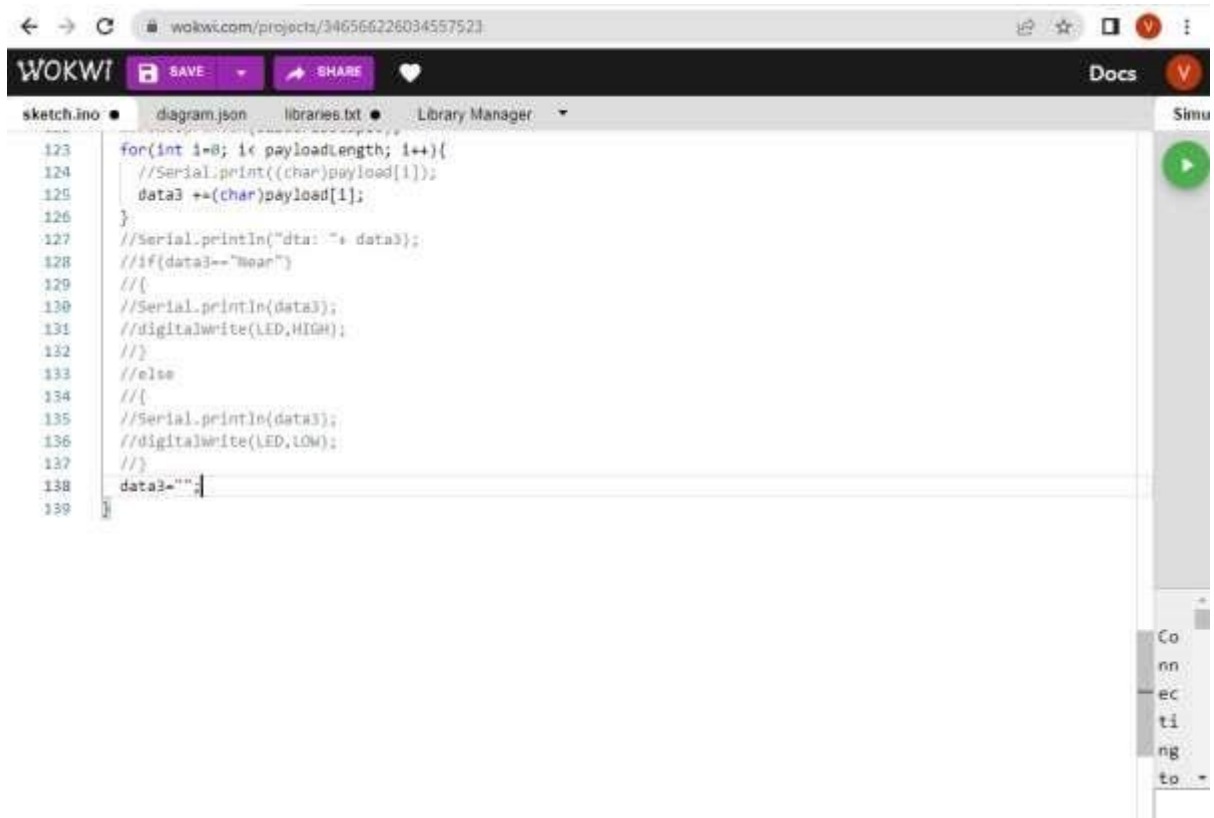 wokwi.com/projects/346566226034557523
V
WOKWI SAVE SHARE Docs V
sketch.ino diagram.json libraries.txt Library Manager Simu
123 for(int i=0; i< payloadLength; i++){
124 //Serial.print((char)payload[i]);
125 data3 +=(char)payload[i];
126 }
127 //Serial.println("dta: "+ data3);
128 //if(data3=="Near")
129 //{
130 //Serial.println(data3);
131 //digitalWrite(LED,HIGH);
132 //}
133 //else
134 //{
135 //Serial.println(data3);
136 //digitalWrite(LED,LOW);
137 //}
138 data3="";
139 }
Co
nn
ec
ti
ng
to